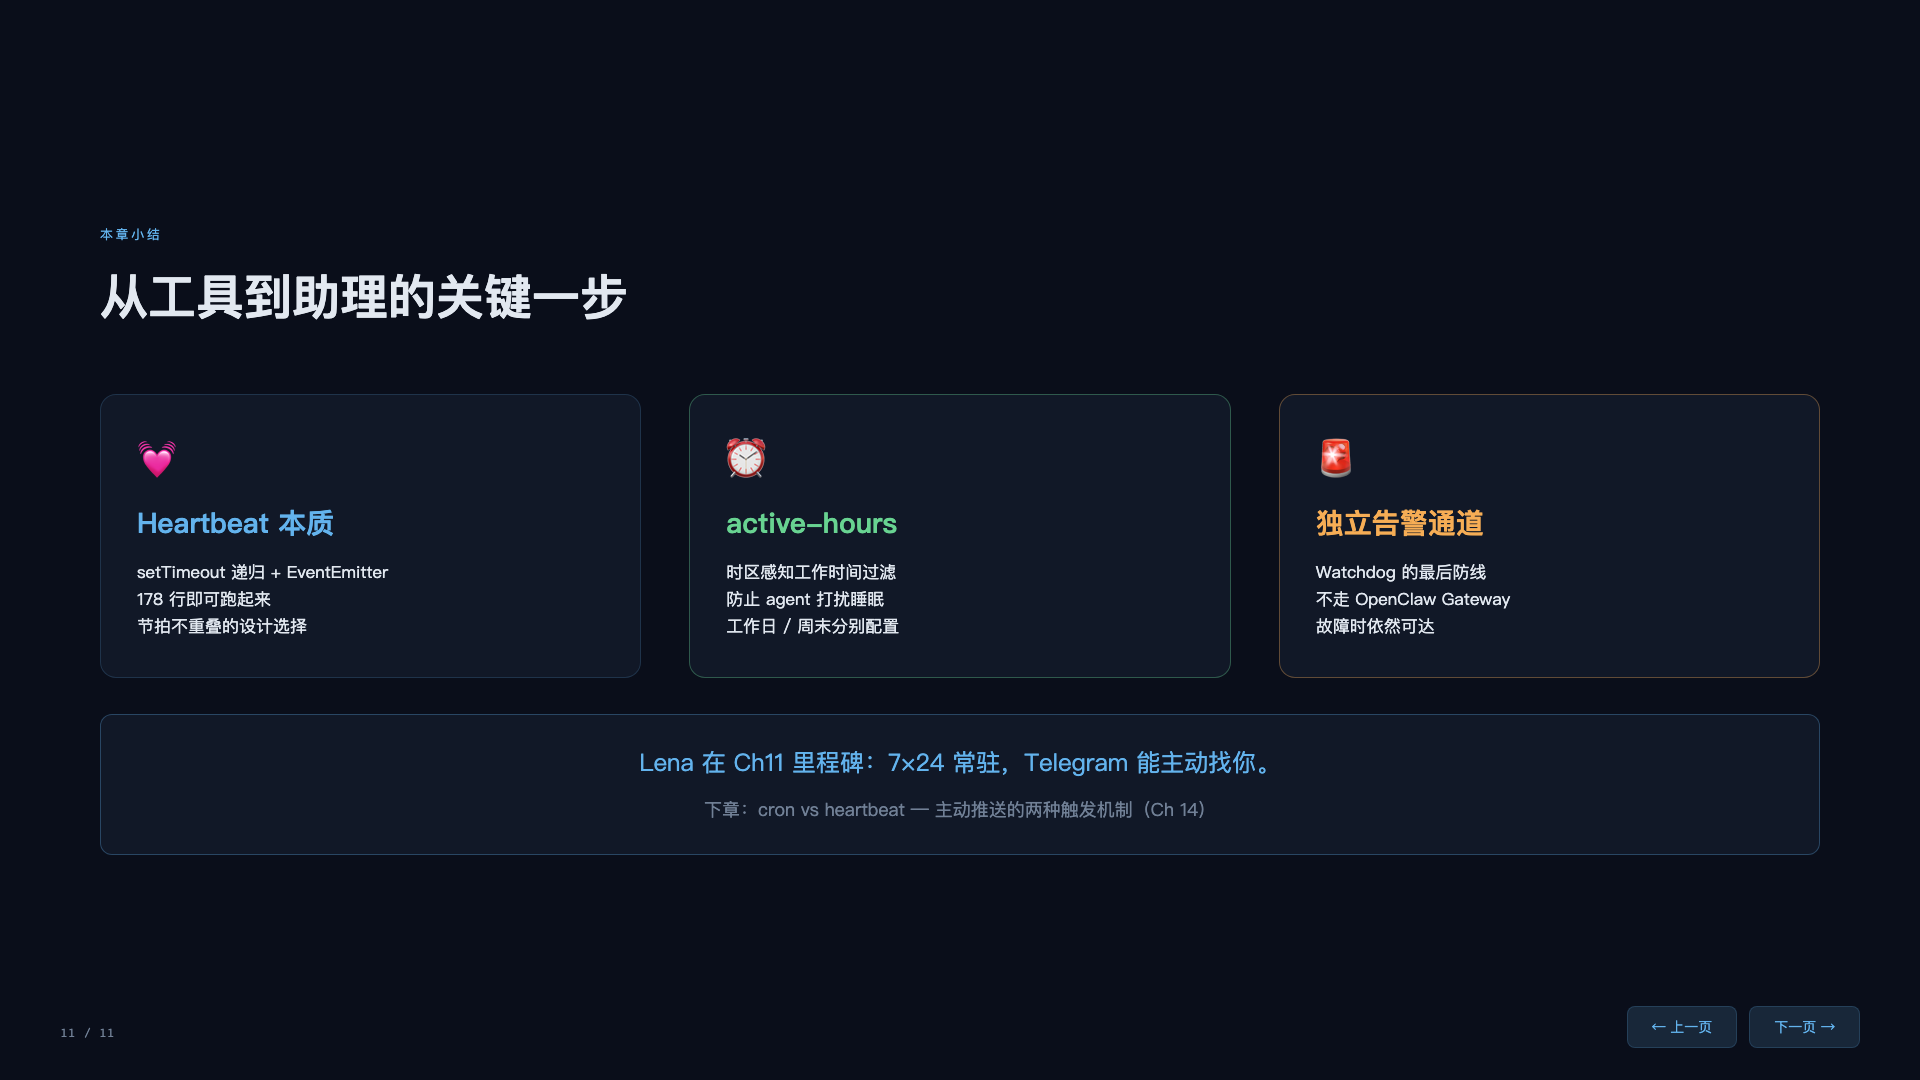 本章小结
从工具到助理的关键一步
Heartbeat 本质
setTimeout 递归 + EventEmitter
178 行即可跑起来
节拍不重叠的设计选择
active-hours
时区感知工作时间过滤
防止 agent 打扰睡眠
工作日 / 周末分别配置
独立告警通道
Watchdog 的最后防线
不走 OpenClaw Gateway
故障时依然可达
Lena 在 Ch11 里程碑：7×24 常驻，Telegram 能主动找你。
下章：cron vs heartbeat — 主动推送的两种触发机制（Ch 14）
11 / 11
← 上一页
下一页 →